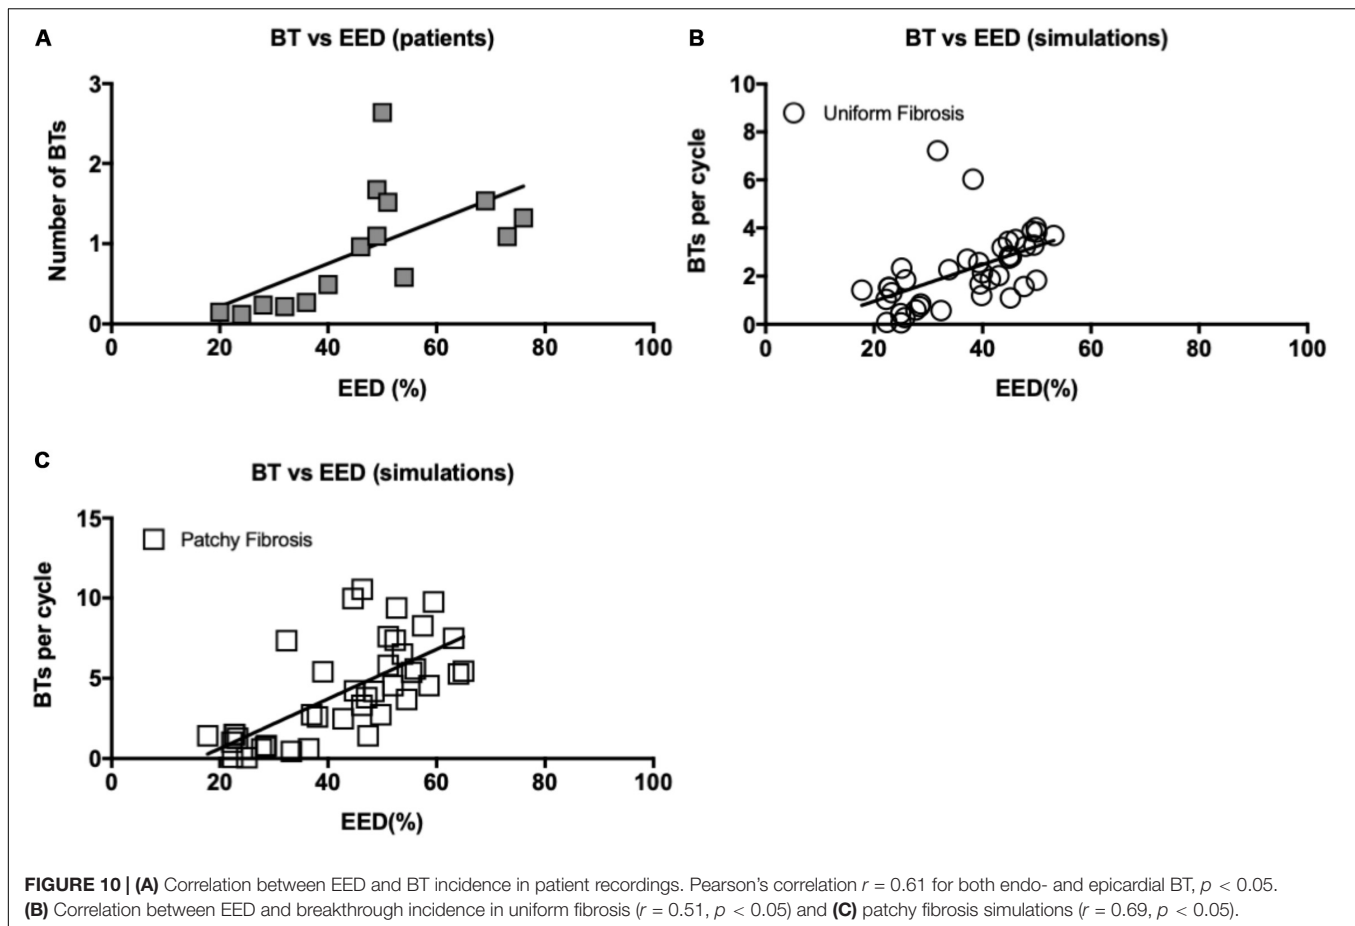 A
BT vs EED (patients)
Number of BTs
3
2
1
0
0 20 40 60 80 100
EED (%)
B
BT vs EED (simulations)
BTs per cycle
10
8
6
4
2
0
Uniform Fibrosis
0 20 40 60 80 100
EED(%)
C
BT vs EED (simulations)
BTs per cycle
15
10
5
0
Patchy Fibrosis
0 20 40 60 80 100
EED(%)
FIGURE 10 | (A) Correlation between EED and BT incidence in patient recordings. Pearson’s correlation r = 0.61 for both endo- and epicardial BT, p < 0.05.
(B) Correlation between EED and breakthrough incidence in uniform fibrosis (r = 0.51, p < 0.05) and (C) patchy fibrosis simulations (r = 0.69, p < 0.05).